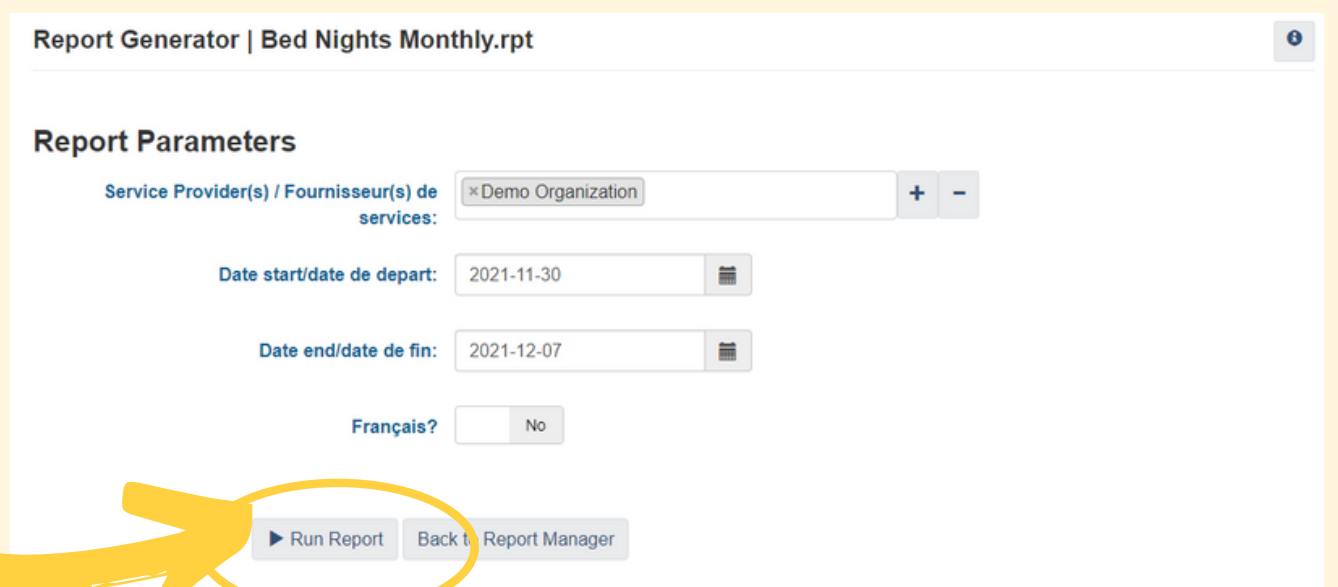 Report Generator | Bed Nights Monthly.rpt
Report Parameters
Service Provider(s) / Fournisseur(s) de
services:
×Demo Organization
+ −
Date start/date de depart: 2021-11-30
Date end/date de fin: 2021-12-07
Français? No
Run Report Back to Report Manager